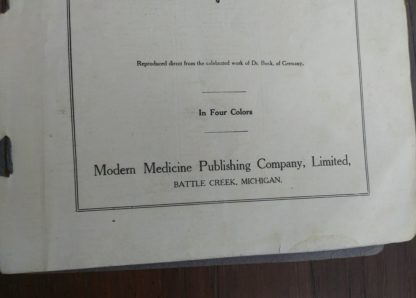 Reproduced direct from the celebrated work of Dr. Bock, of Germany.
In Four Colors
Modern Medicine Publishing Company, Limited,
BATTLE CREEK, MICHIGAN.